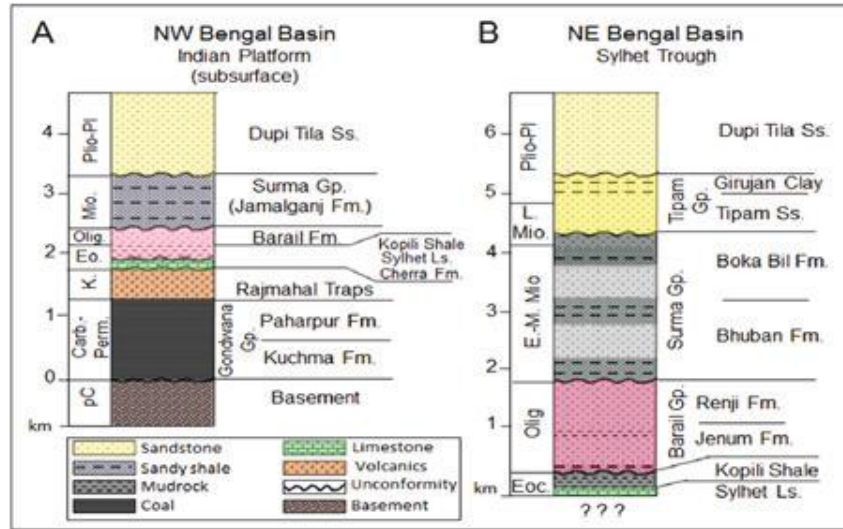 A
NW Bengal Basin
Indian Platform
(subsurface)
4
3
2
1
0
km
Plio-Pl
Mio.
Olig.
Eo.
K.
Carb.-
Perm.
pC
Dupi Tila Ss.
Surma Gp.
(Jamalganj Fm.)
Barail Fm.
Kopili Shale
Sylhet Ls.
Cherra Fm.
Rajmahal Traps
Gondwana
Gp.
Paharpur Fm.
Kuchma Fm.
Basement
Sandstone
Sandy shale
Mudrock
Coal
Limestone
Volcanics
Unconformity
Basement
B
NE Bengal Basin
Sylhet Trough
6
5
4
3
2
1
km
Plio-Pl
L.
Mio.
E.-M. Mio
Olig
Eoc.
Dupi Tila Ss.
Tipam
Gp.
Girujan Clay
Tipam Ss.
Surma Gp.
Boka Bil Fm.
Bhuban Fm.
Barail Gp.
Renji Fm.
Jenum Fm.
Kopili Shale
Sylhet Ls.
? ? ?